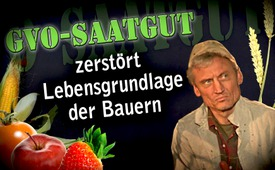 GVO-SAATGUT
zerstört
Lebensgrundlage
der Bauern